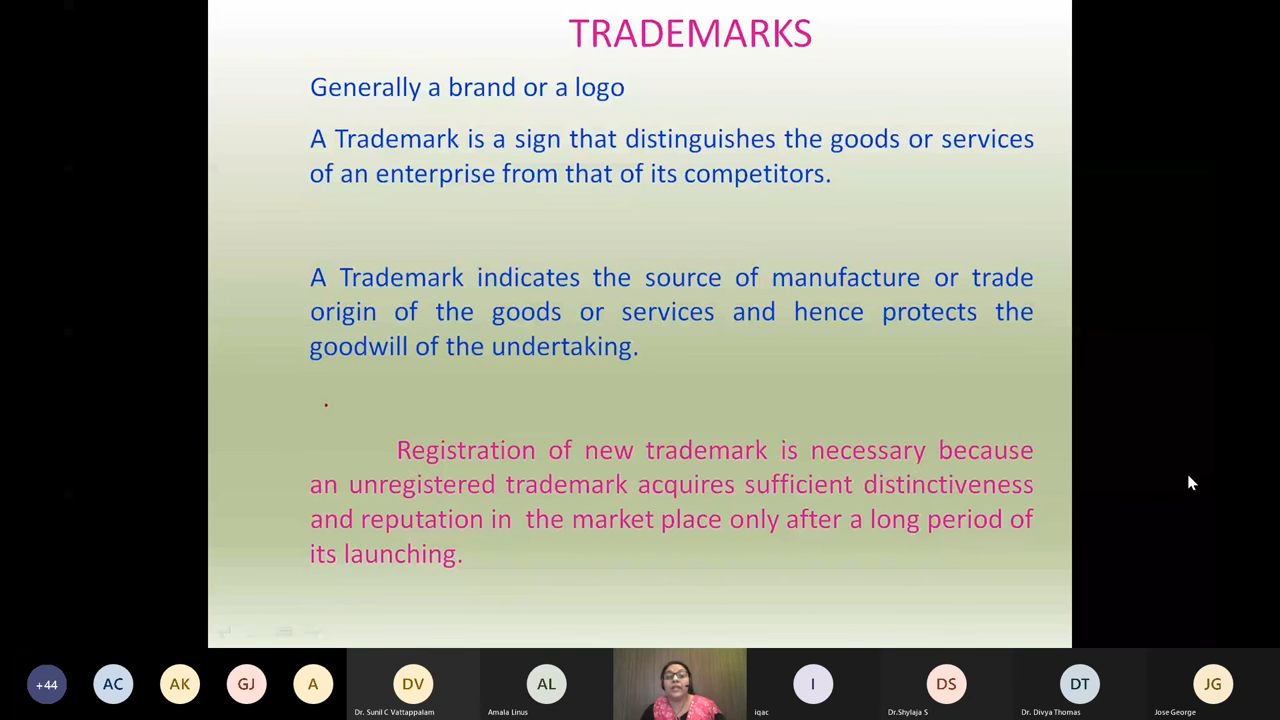 TRADEMARKS
Generally a brand or a logo
A Trademark is a sign that distinguishes the goods or services
of an enterprise from that of its competitors.
A Trademark indicates the source of manufacture or trade
origin of the goods or services and hence protects the
goodwill of the undertaking.
.
Registration of new trademark is necessary because
an unregistered trademark acquires sufficient distinctiveness
and reputation in the market place only after a long period of
its launching.
+44 AC AK GJ A DV AL I DS DT JG
Dr. Sunil C Vattappalam Amala Linus iqac Dr.Shylaja S Dr. Divya Thomas Jose George